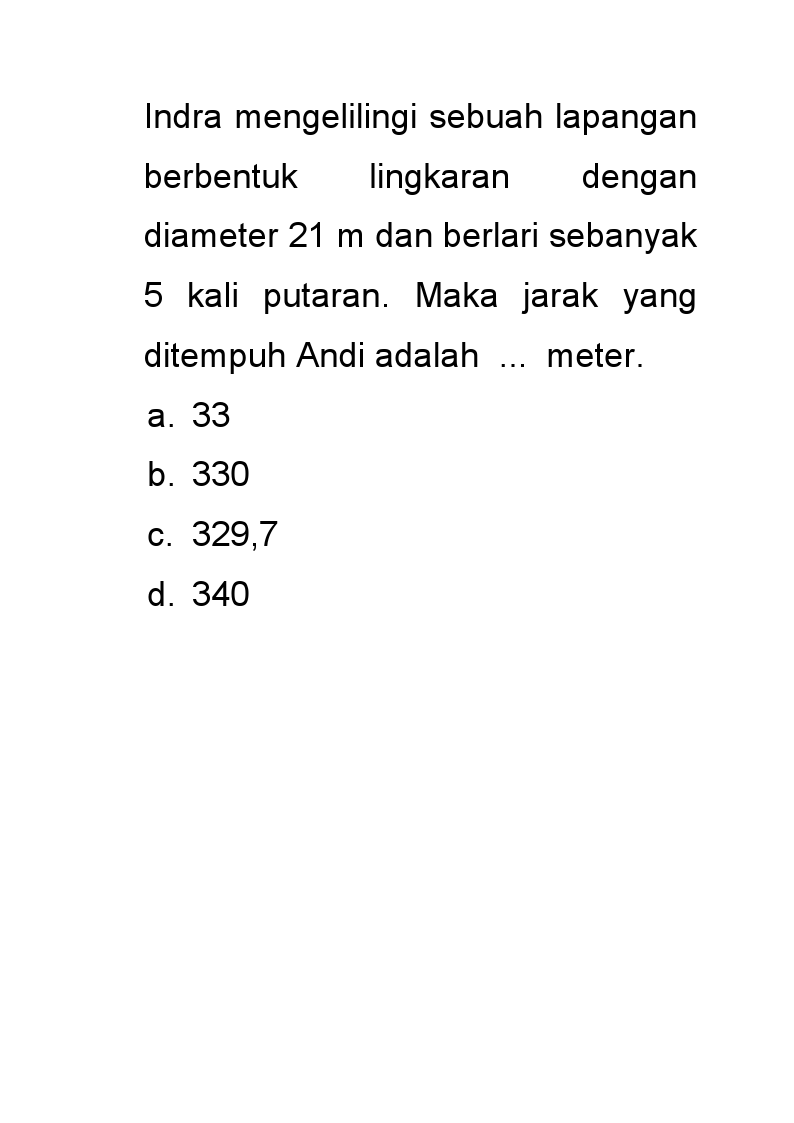 Indra mengelilingi sebuah lapangan
berbentuk lingkaran dengan
diameter 21 m dan berlari sebanyak
5 kali putaran. Maka jarak yang
ditempuh Andi adalah ... meter.
a. 33
b. 330
c. 329,7
d. 340